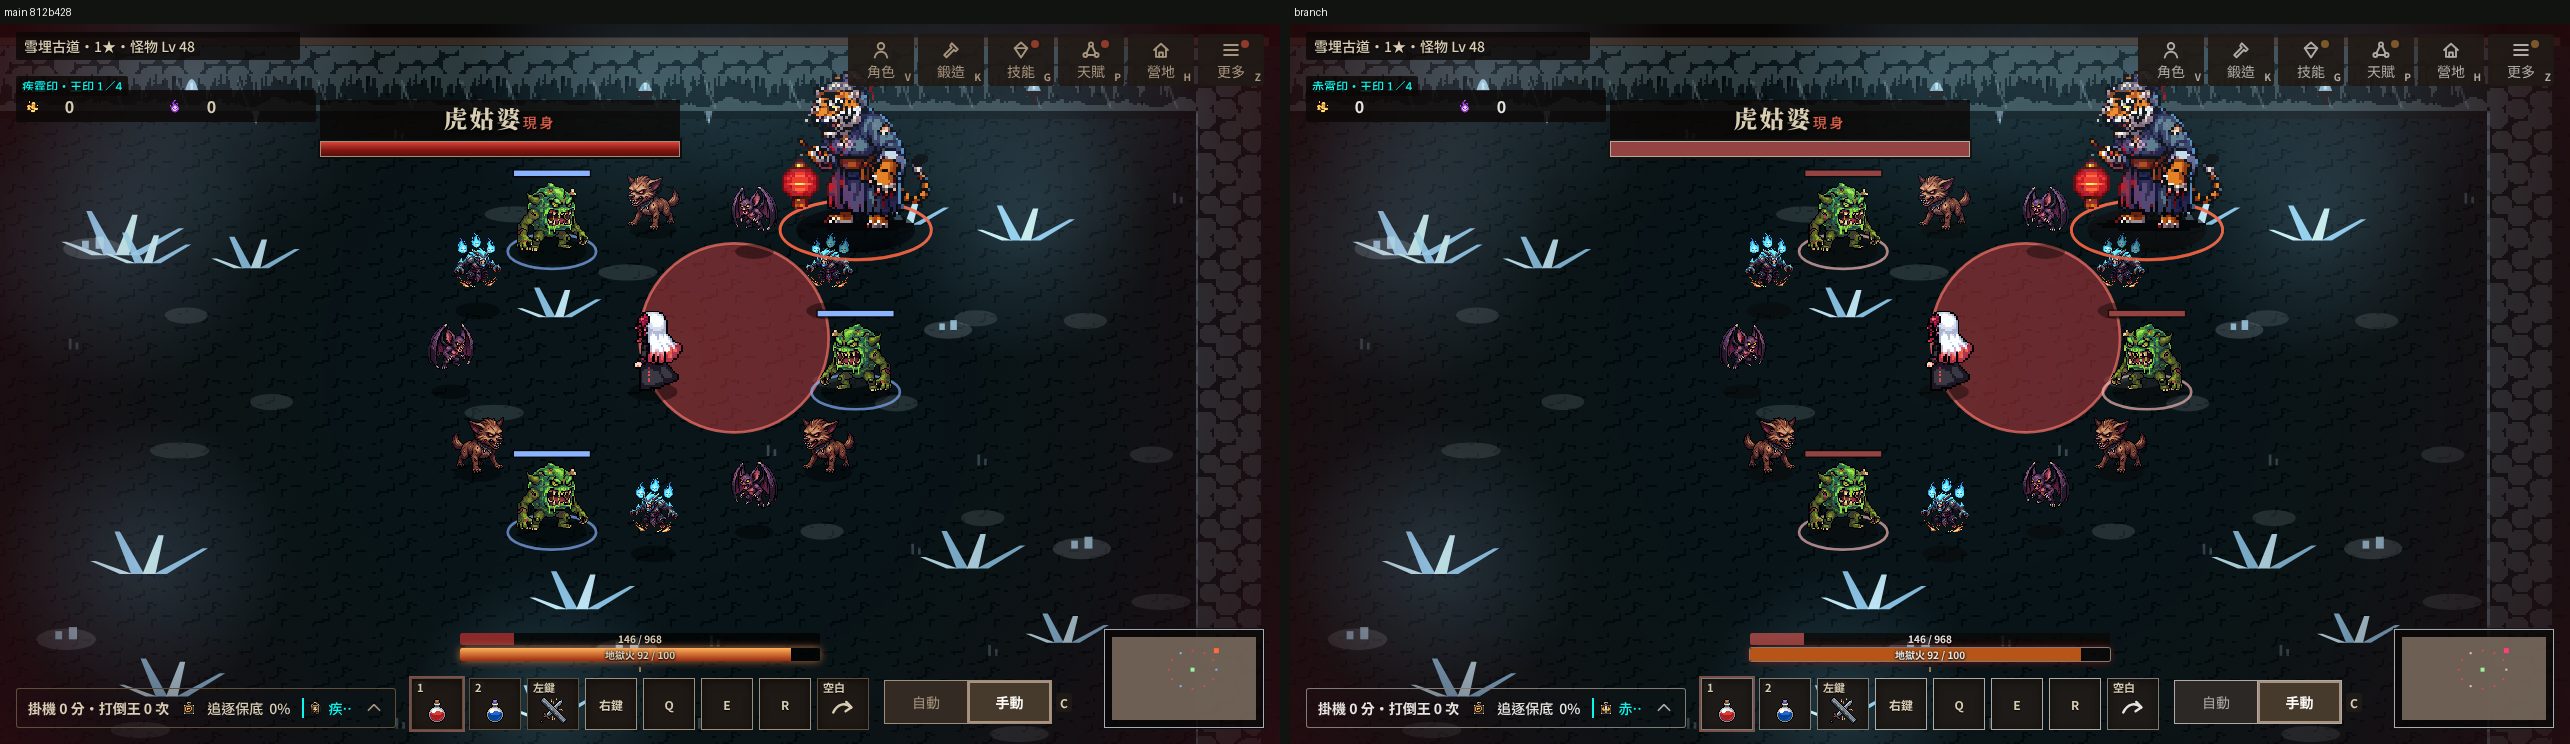 main 812b428
雪埋古道・1★・怪物 Lv 48
疾霆印・王印 1／4
0
0
虎姑婆現身
角色 V
鍛造 K
技能 G
天賦 P
營地 H
更多 Z
146 / 968
地獄火 92 / 100
掛機 0 分・打倒王 0 次
追逐保底 0%
疾··
1
2
左鍵
右鍵
Q
E
R
空白
自動
手動
C
branch
雪埋古道・1★・怪物 Lv 48
赤霄印・王印 1／4
0
0
虎姑婆現身
角色 V
鍛造 K
技能 G
天賦 P
營地 H
更多 Z
146 / 968
地獄火 92 / 100
掛機 0 分・打倒王 0 次
追逐保底 0%
赤··
1
2
左鍵
右鍵
Q
E
R
空白
自動
手動
C